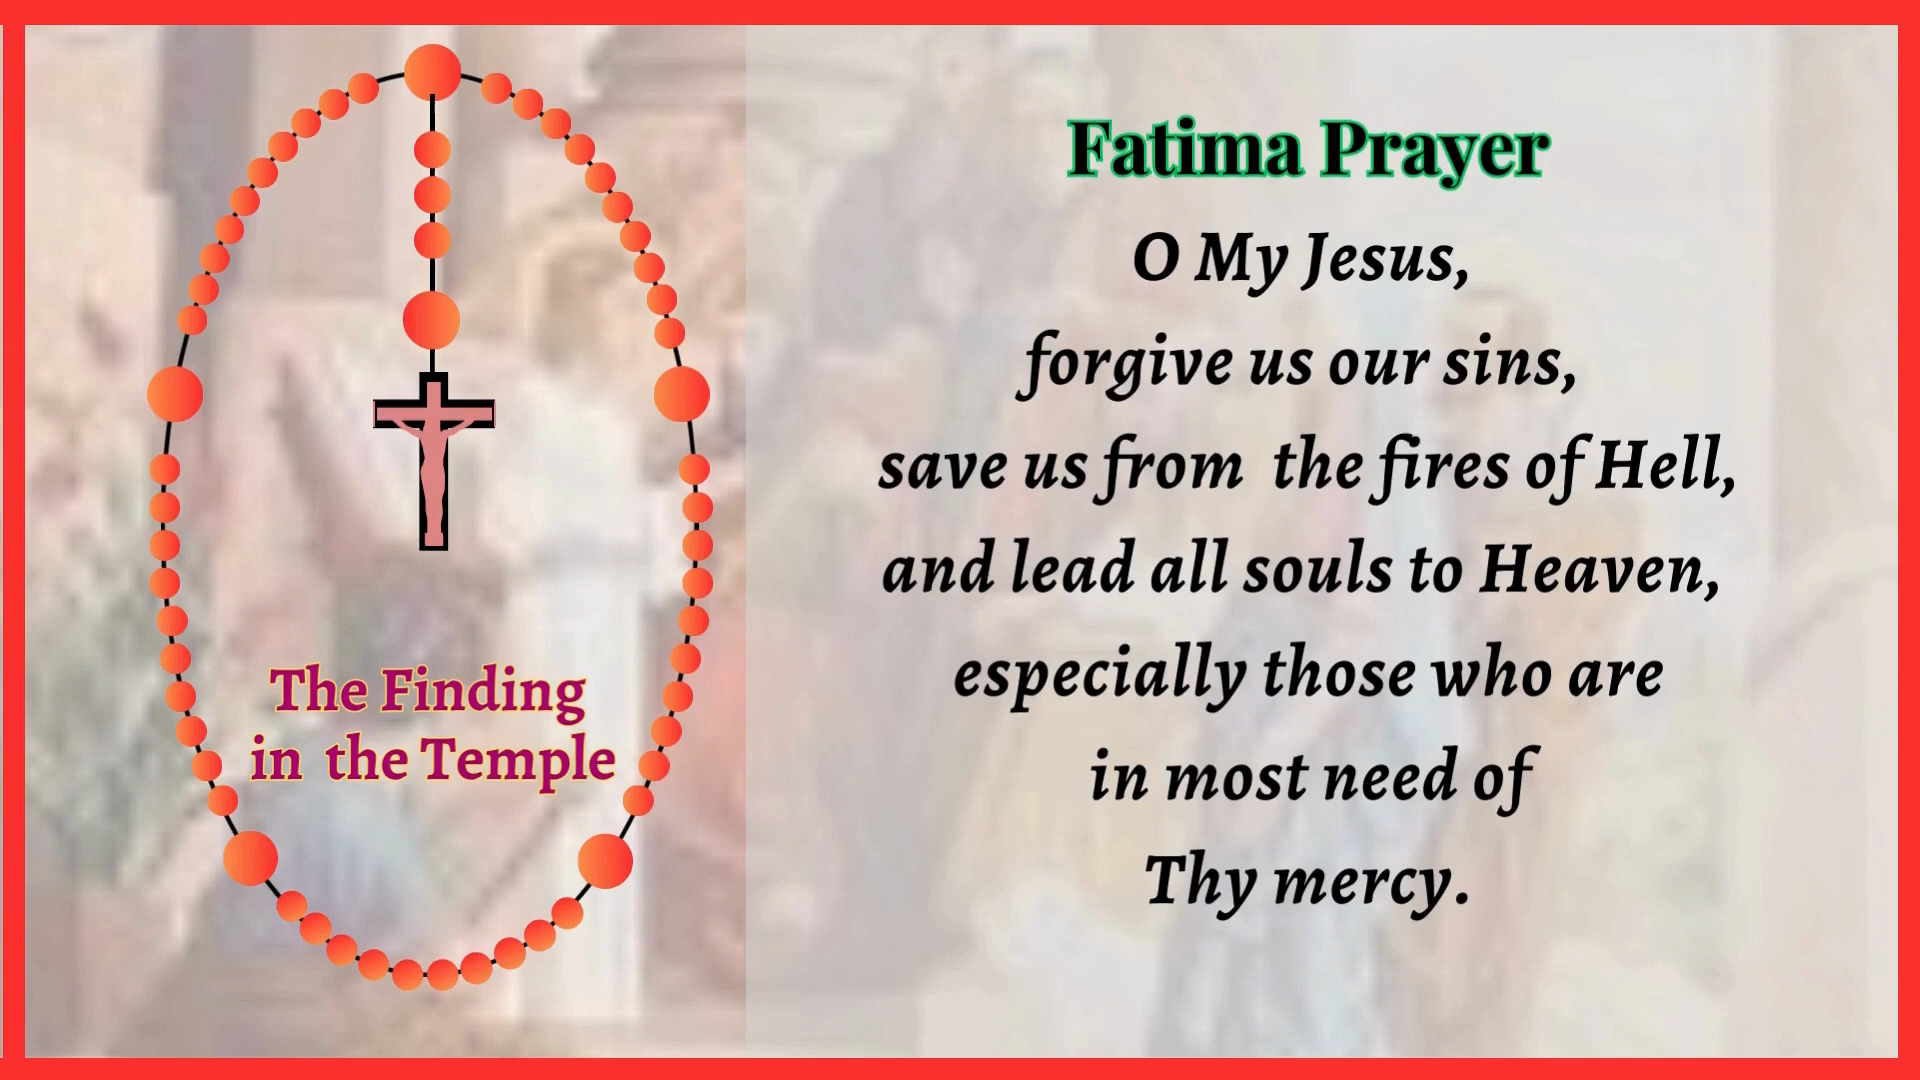 The Finding
in the Temple
Fatima Prayer
O My Jesus,
forgive us our sins,
save us from the fires of Hell,
and lead all souls to Heaven,
especially those who are
in most need of
Thy mercy.